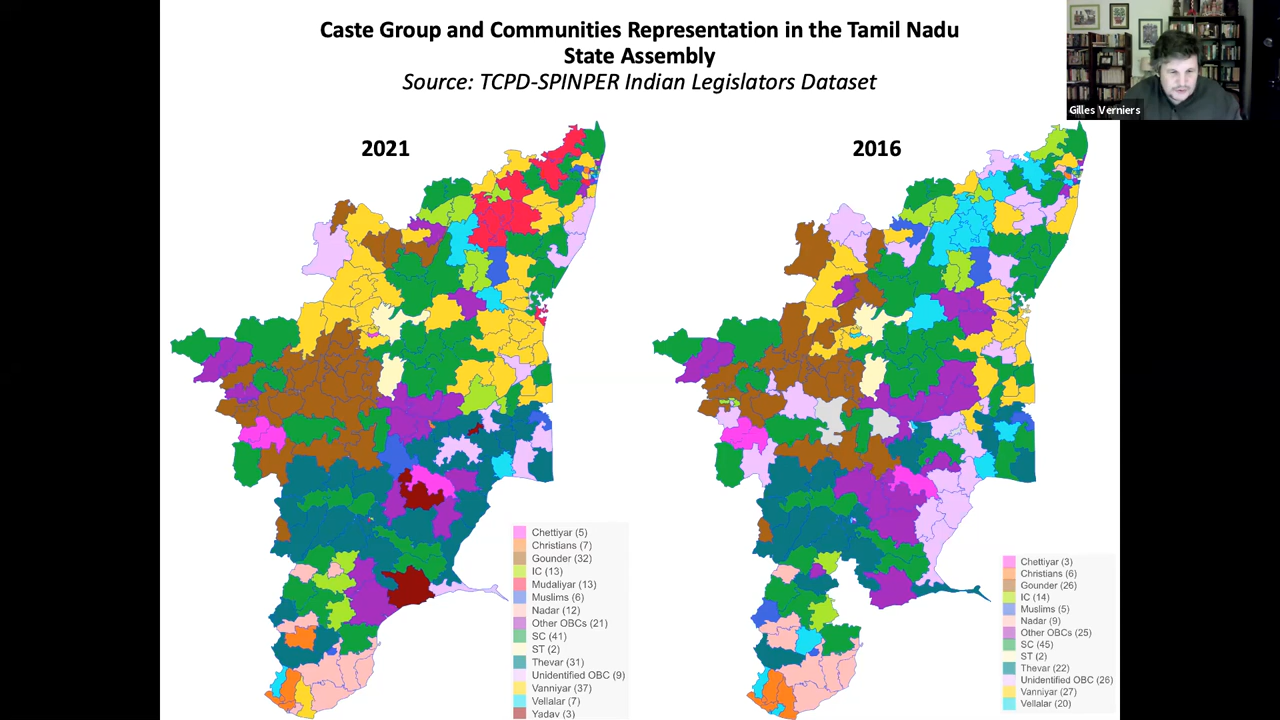 Caste Group and Communities Representation in the Tamil Nadu
State Assembly
Source: TCPD-SPINPER Indian Legislators Dataset
Gilles Verniers
2021
2016
Chettiyar (5)
Christians (7)
Gounder (32)
IC (13)
Mudaliyar (13)
Muslims (6)
Nadar (12)
Other OBCs (21)
SC (41)
ST (2)
Thevar (31)
Unidentified OBC (9)
Vanniyar (37)
Vellalar (7)
Yadav (3)
Chettiyar (3)
Christians (6)
Gounder (26)
IC (14)
Muslims (5)
Nadar (9)
Other OBCs (25)
SC (45)
ST (2)
Thevar (22)
Unidentified OBC (26)
Vanniyar (27)
Vellalar (20)